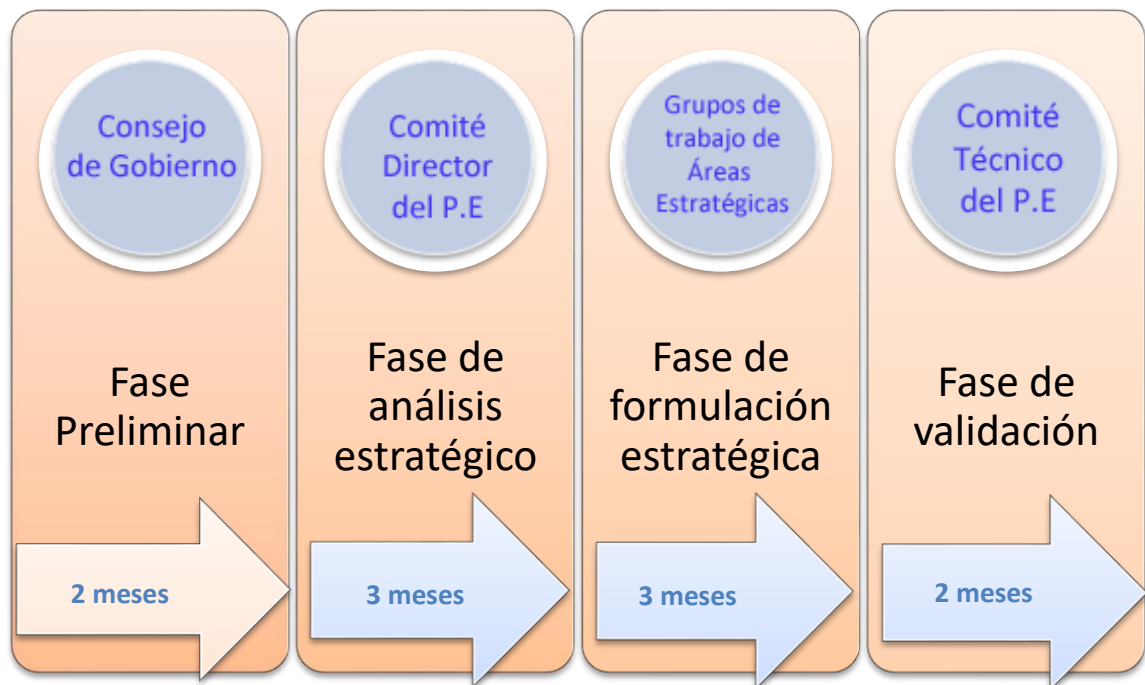 Consejo
de Gobierno
Fase
Preliminar
2 meses
Comité
Director
del P.E
Fase de
análisis
estratégico
3 meses
Grupos de
trabajo de
Áreas
Estratégicas
Fase de
formulación
estratégica
3 meses
Comité
Técnico
del P.E
Fase de
validación
2 meses